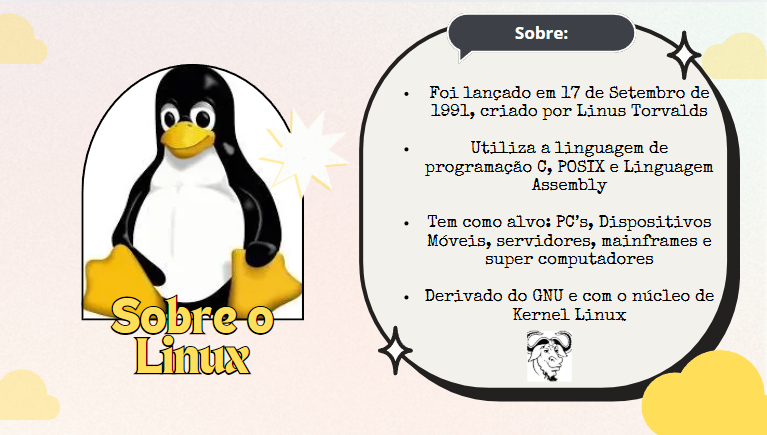 Sobre:
• Foi lançado em 17 de Setembro de
1991, criado por Linus Torvalds
• Utiliza a linguagem de
programação C, POSIX e Linguagem
Assembly
• Tem como alvo: PC's, Dispositivos
Móveis, servidores, mainframes e
super computadores
• Derivado do GNU e com o núcleo de
Kernel Linux
Sobre o
Linux